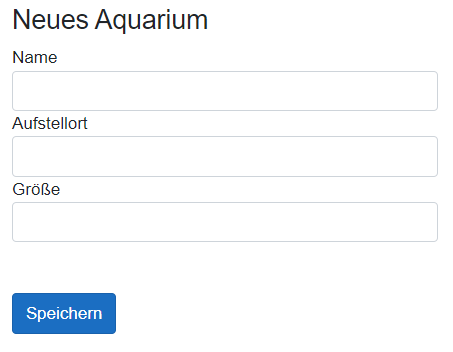 Neues Aquarium
Name
Aufstellort
Größe
Speichern